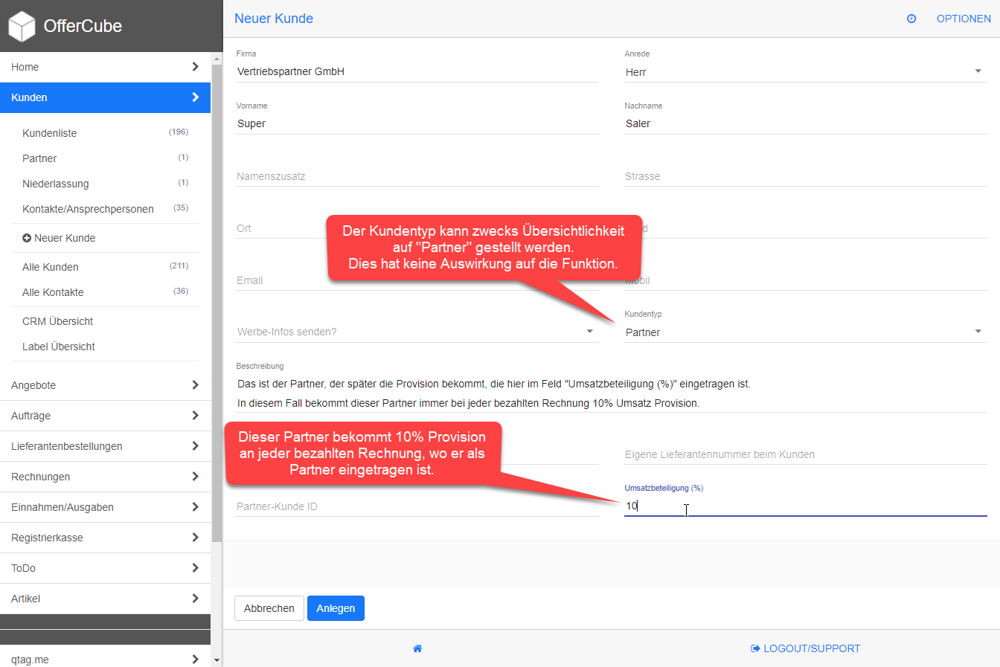 OfferCube
Home
Kunden
Kundenliste (196)
Partner (1)
Niederlassung (1)
Kontakte/Ansprechpersonen (35)
Neuer Kunde
Alle Kunden (211)
Alle Kontakte (36)
CRM Übersicht
Label Übersicht
Angebote
Aufträge
Lieferantenbestellungen
Rechnungen
Einnahmen/Ausgaben
Registrierkasse
ToDo
Artikel
qtag.me
Neuer Kunde
OPTIONEN
Firma
Vertriebspartner GmbH
Anrede
Herr
Vorname
Super
Nachname
Saler
Namenszusatz
Strasse
Ort
Der Kundentyp kann zwecks Übersichtlichkeit
auf "Partner" gestellt werden.
Dies hat keine Auswirkung auf die Funktion.
Email
Mobil
Werbe-Infos senden?
Kundentyp
Partner
Beschreibung
Das ist der Partner, der später die Provision bekommt, die hier im Feld "Umsatzbeteiligung (%)" eingetragen ist.
In diesem Fall bekommt dieser Partner immer bei jeder bezahlten Rechnung 10% Umsatz Provision.
Dieser Partner bekommt 10% Provision
an jeder bezahlten Rechnung, wo er als
Partner eingetragen ist.
Eigene Lieferantennummer beim Kunden
Partner-Kunde ID
Umsatzbeteiligung (%)
10
Abbrechen
Anlegen
LOGOUT/SUPPORT